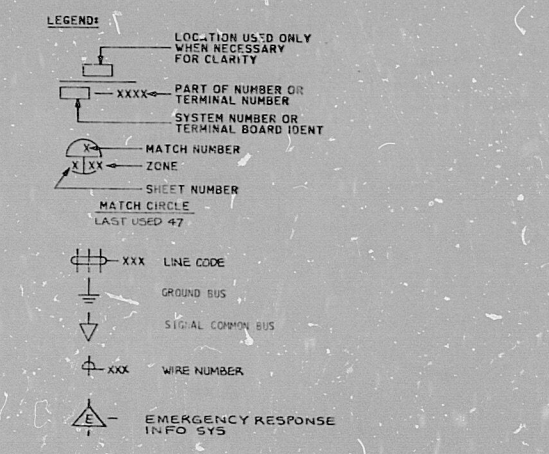 LEGEND:
LOCATION USED ONLY
WHEN NECESSARY
FOR CLARITY
XXXX
PART OF NUMBER OR
TERMINAL NUMBER
SYSTEM NUMBER OR
TERMINAL BOARD IDENT
X
MATCH NUMBER
X XX
ZONE
SHEET NUMBER
MATCH CIRCLE
LAST USED 47
XXX LINE CODE
GROUND BUS
SIGNAL COMMON BUS
XXX WIRE NUMBER
E
EMERGENCY RESPONSE
INFO SYS